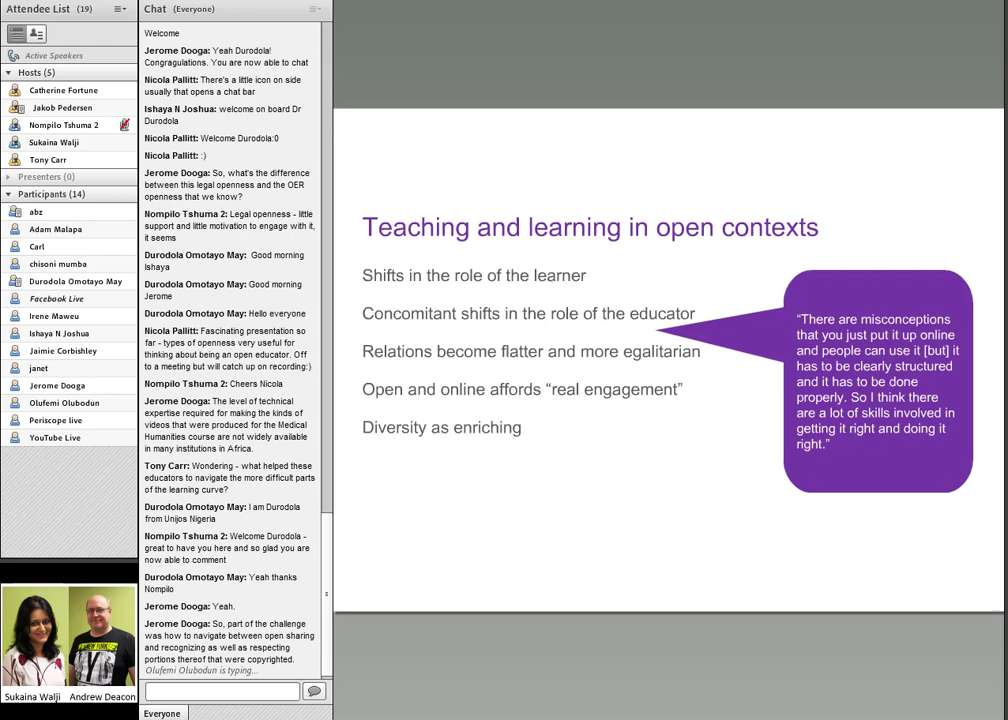 Attendee List (19)
Active Speakers
Hosts (5)
Catherine Fortune
Jakob Pedersen
Nompilo Tshuma 2
Sukaina Walji
Tony Carr
Presenters (0)
Participants (14)
abz
Adam Malapa
Carl
chisoni mumba
Durodola Omotayo May
Facebook Live
Irene Maweu
Ishaya N Joshua
Jaimie Corbishley
janet
Jerome Dooga
Olufemi Olubodun
Periscope live
YouTube Live
Sukaina Walji Andrew Deacon
Chat (Everyone)
Welcome
Jerome Dooga: Yeah Durodola!
Congragulations. You are now able to chat
Nicola Pallitt: There's a little icon on side
usually that opens a chat bar
Ishaya N Joshua: welcome on board Dr
Durodola
Nicola Pallitt: Welcome Durodola:0
Nicola Pallitt: :)
Jerome Dooga: So, what's the difference
between this legal openness and the OER
openness that we know?
Nompilo Tshuma 2: Legal openness - little
support and little motivation to engage with it,
it seems
Durodola Omotayo May: Good morning
Ishaya
Durodola Omotayo May: Good morning
Jerome
Durodola Omotayo May: Hello everyone
Nicola Pallitt: Fascinating presentation so
far - types of openness very useful for
thinking about being an open educator. Off
to a meeting but will catch up on recording:)
Nompilo Tshuma 2: Cheers Nicola
Jerome Dooga: The level of technical
expertise required for making the kinds of
videos that were produced for the Medical
Humanities course are not widely available
in many institutions in Africa.
Tony Carr: Wondering - what helped these
educators to navigate the more difficult parts
of the learning curve?
Durodola Omotayo May: I am Durodola
from Unijos Nigeria
Nompilo Tshuma 2: Welcome Durodola -
great to have you here and so glad you are
now able to comment
Durodola Omotayo May: Yeah thanks
Nompilo
Jerome Dooga: Yeah.
Jerome Dooga: So, part of the challenge
was how to navigate between open sharing
and recognizing as well as respecting
portions thereof that were copyrighted.
Olufemi Olubodun is typing...
Everyone
Teaching and learning in open contexts
Shifts in the role of the learner
Concomitant shifts in the role of the educator
Relations become flatter and more egalitarian
Open and online affords “real engagement”
Diversity as enriching
“There are misconceptions
that you just put it up online
and people can use it [but] it
has to be clearly structured
and it has to be done
properly. So I think there
are a lot of skills involved in
getting it right and doing it
right.”